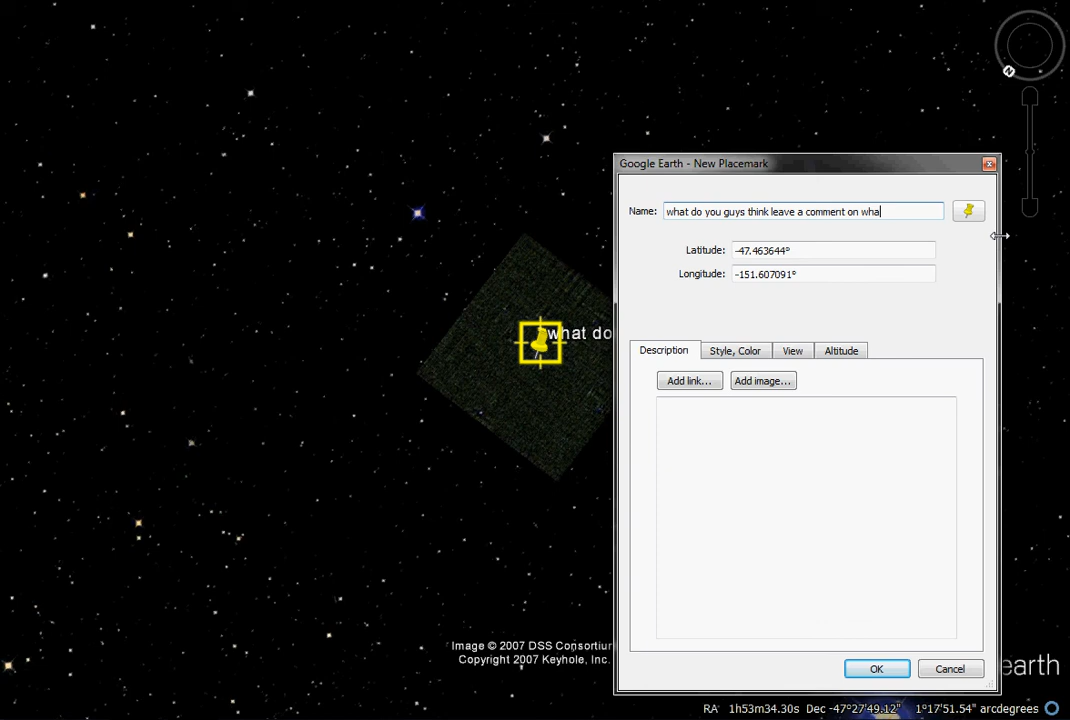 Google Earth - New Placemark
Name: what do you guys think leave a comment on wha
Latitude: -47.463644°
Longitude: -151.607091°
what do
Description Style, Color View Altitude
Add link... Add image...
Image © 2007 DSS Consortium
Copyright 2007 Keyhole, Inc.
OK Cancel
earth
RA 1h53m34.30s Dec -47°27'49.12" 1°17'51.54" arcdegrees